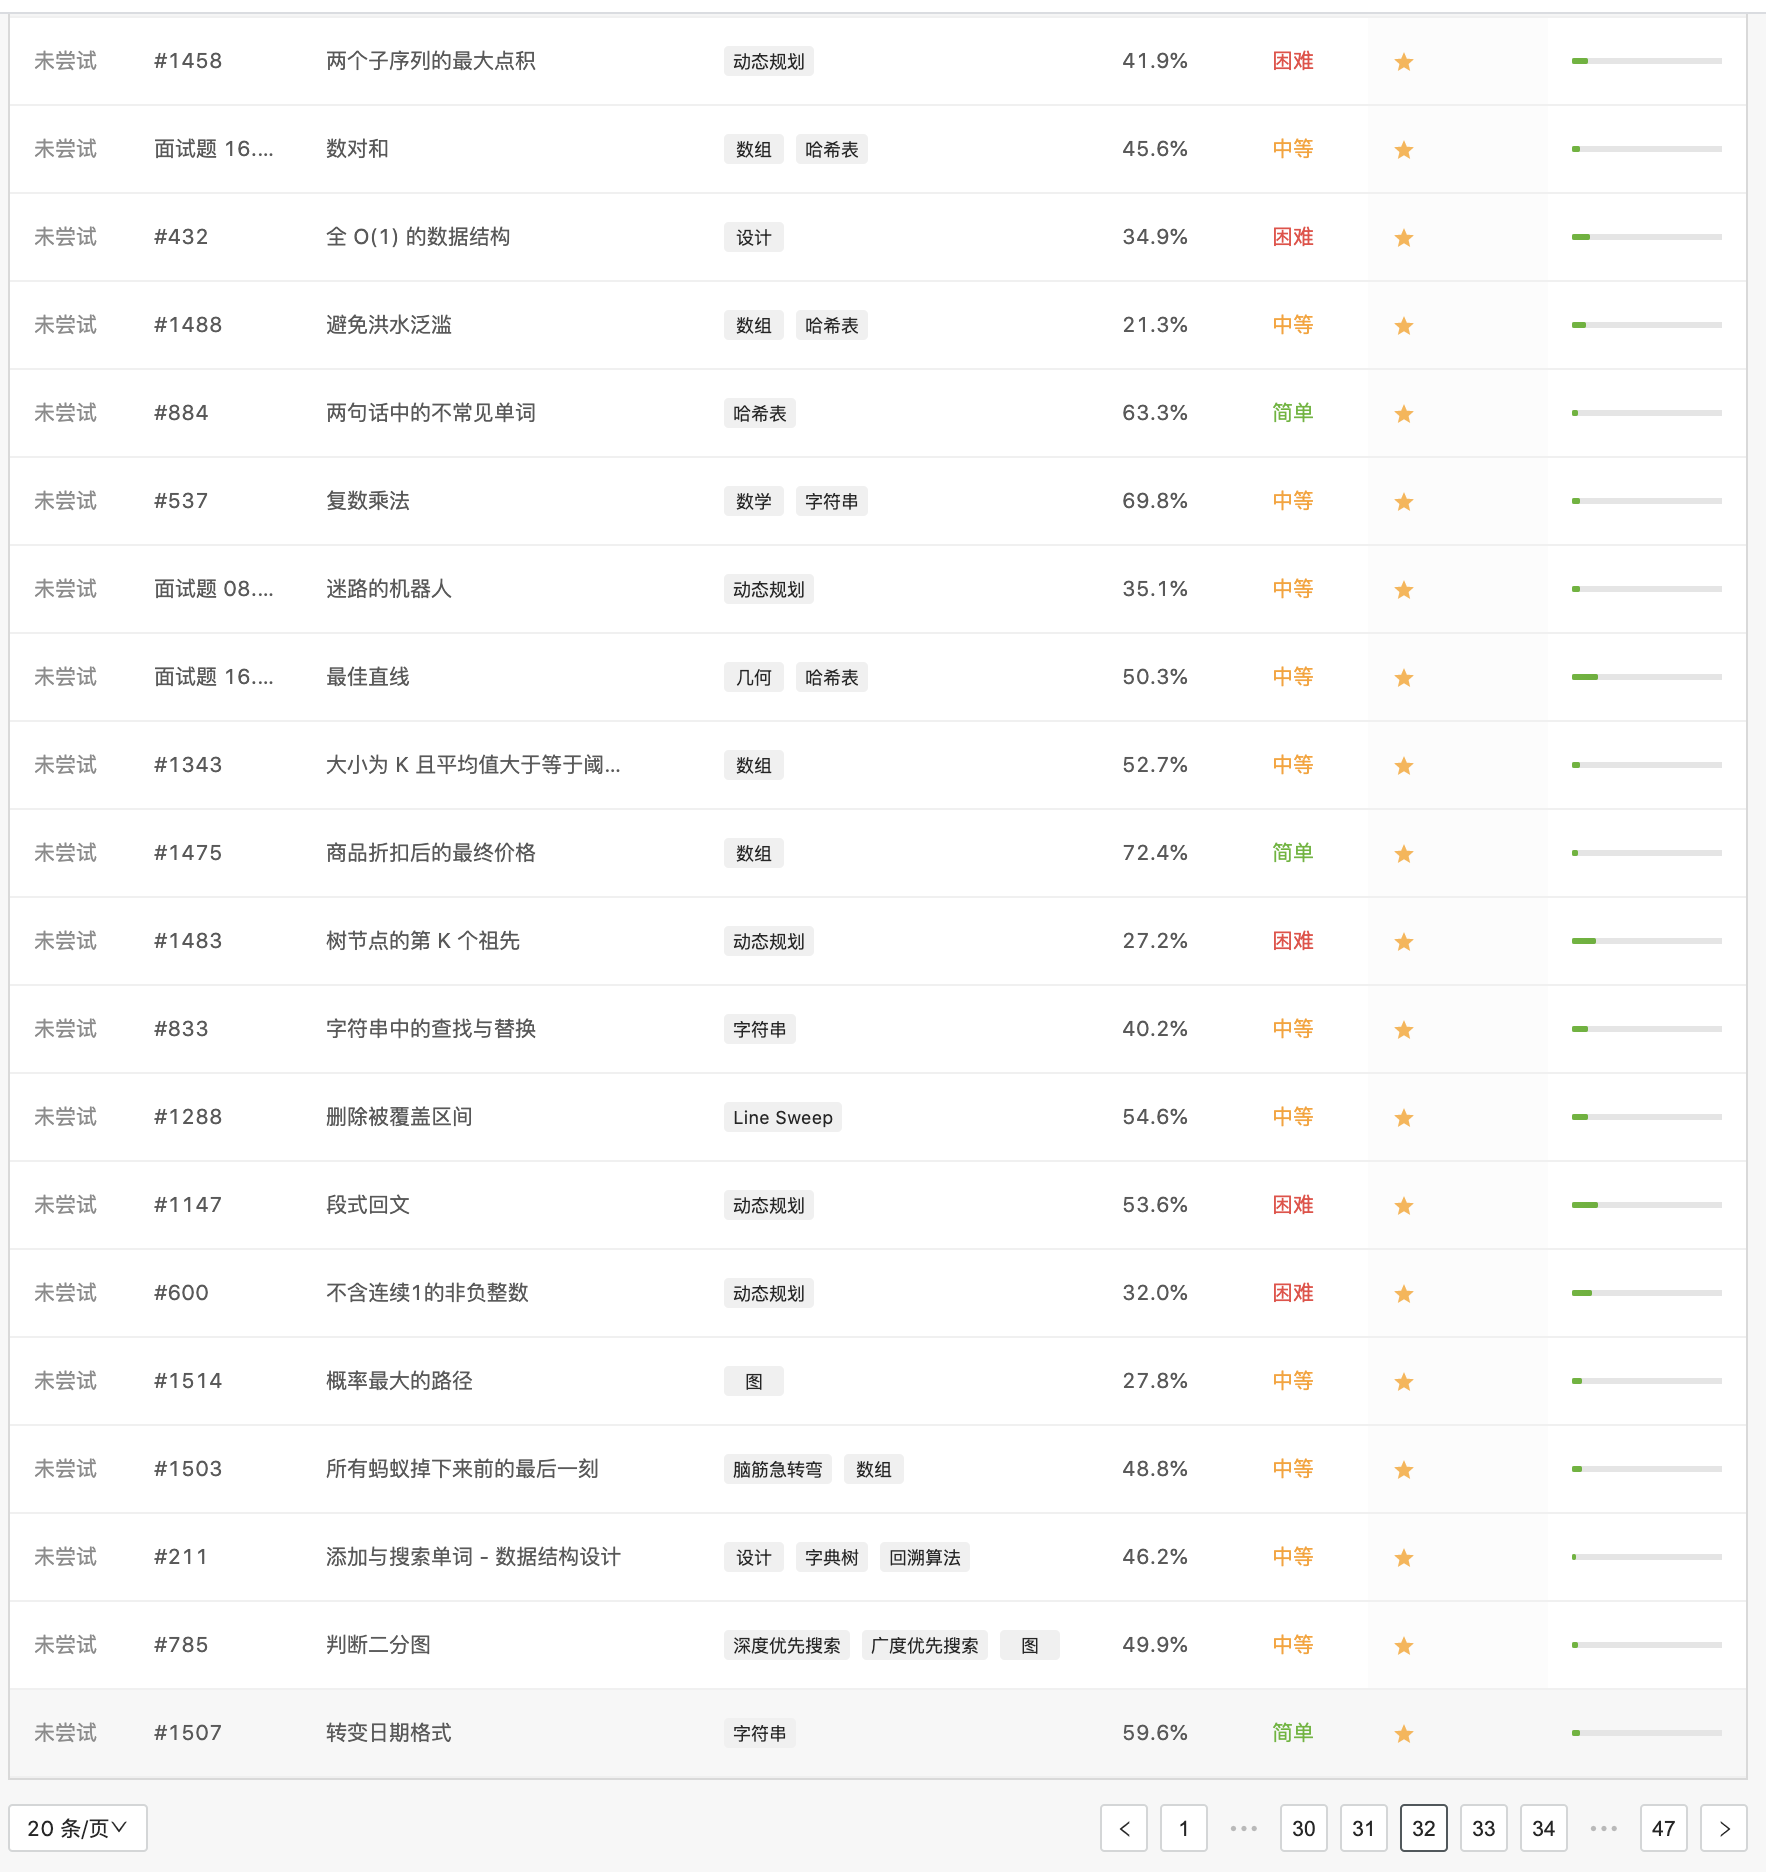 未尝试 #1458 两个子序列的最大点积 动态规划 41.9% 困难
未尝试 面试题 16.... 数对和 数组 哈希表 45.6% 中等
未尝试 #432 全 O(1) 的数据结构 设计 34.9% 困难
未尝试 #1488 避免洪水泛滥 数组 哈希表 21.3% 中等
未尝试 #884 两句话中的不常见单词 哈希表 63.3% 简单
未尝试 #537 复数乘法 数学 字符串 69.8% 中等
未尝试 面试题 08.... 迷路的机器人 动态规划 35.1% 中等
未尝试 面试题 16.... 最佳直线 几何 哈希表 50.3% 中等
未尝试 #1343 大小为 K 且平均值大于等于阈... 数组 52.7% 中等
未尝试 #1475 商品折扣后的最终价格 数组 72.4% 简单
未尝试 #1483 树节点的第 K 个祖先 动态规划 27.2% 困难
未尝试 #833 字符串中的查找与替换 字符串 40.2% 中等
未尝试 #1288 删除被覆盖区间 Line Sweep 54.6% 中等
未尝试 #1147 段式回文 动态规划 53.6% 困难
未尝试 #600 不含连续1的非负整数 动态规划 32.0% 困难
未尝试 #1514 概率最大的路径 图 27.8% 中等
未尝试 #1503 所有蚂蚁掉下来前的最后一刻 脑筋急转弯 数组 48.8% 中等
未尝试 #211 添加与搜索单词 - 数据结构设计 设计 字典树 回溯算法 46.2% 中等
未尝试 #785 判断二分图 深度优先搜索 广度优先搜索 图 49.9% 中等
未尝试 #1507 转变日期格式 字符串 59.6% 简单
20 条/页 < 1 ••• 30 31 32 33 34 ••• 47 >